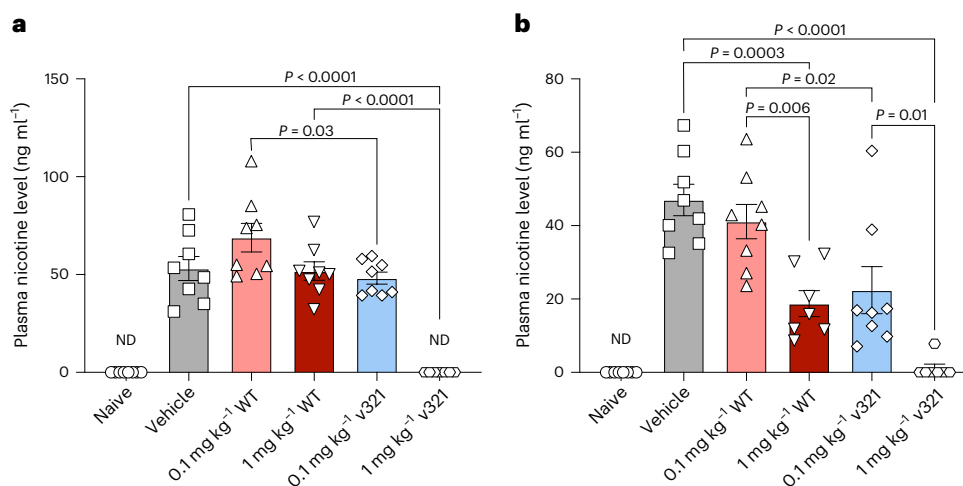 a
Plasma nicotine level (ng ml⁻¹)
150
100
50
0
P < 0.0001
P < 0.0001
P = 0.03
ND
ND
Naive
Vehicle
0.1 mg kg⁻¹ WT
1 mg kg⁻¹ WT
0.1 mg kg⁻¹ v321
1 mg kg⁻¹ v321
b
Plasma nicotine level (ng ml⁻¹)
80
60
40
20
0
P < 0.0001
P = 0.0003
P = 0.02
P = 0.006
P = 0.01
ND
Naive
Vehicle
0.1 mg kg⁻¹ WT
1 mg kg⁻¹ WT
0.1 mg kg⁻¹ v321
1 mg kg⁻¹ v321